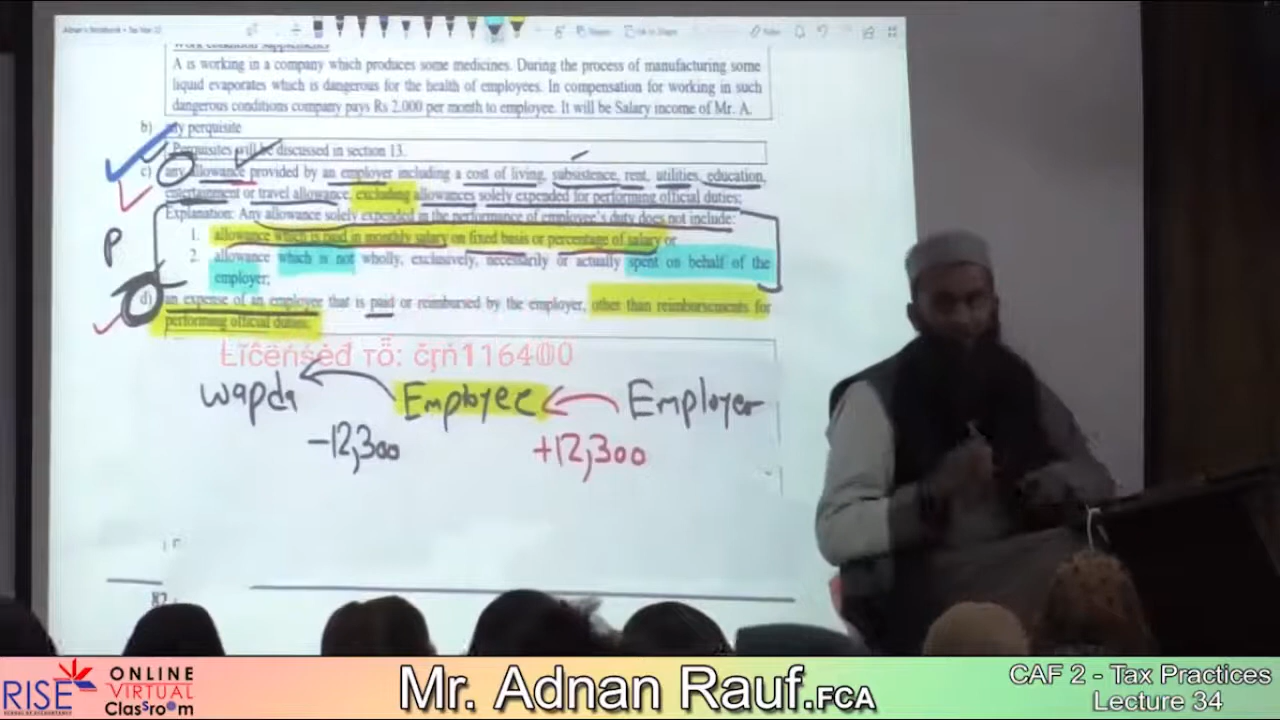 Work condition supplements
A is working in a company which produces some medicines. During the process of manufacturing some
liquid evaporates which is dangerous for the health of employees. In compensation for working in such
dangerous conditions company pays Rs 2,000 per month to employee. It will be Salary income of Mr. A.
b) any perquisite
Perquisites will be discussed in section 13.
c) any allowance provided by an employer including a cost of living, subsistence, rent, utilities, education,
entertainment or travel allowance, excluding allowances solely expended for performing official duties;
Explanation: Any allowance solely expended in the performance of employee's duty does not include:
1. allowance which is paid in monthly salary on fixed basis or percentage of salary or
P
2. allowance which is not wholly, exclusively, necessarily or actually spent on behalf of the
employer;
d) an expense of an employee that is paid or reimbursed by the employer, other than reimbursements for
performing official duties;
Łĩĉëńšėđ
wapda Employee Employer
-12,300 +12,300
82
RISE ONLINE
VIRTUAL
Classroom
Mr. Adnan Rauf.FCA
CAF 2 - Tax Practices
Lecture 34